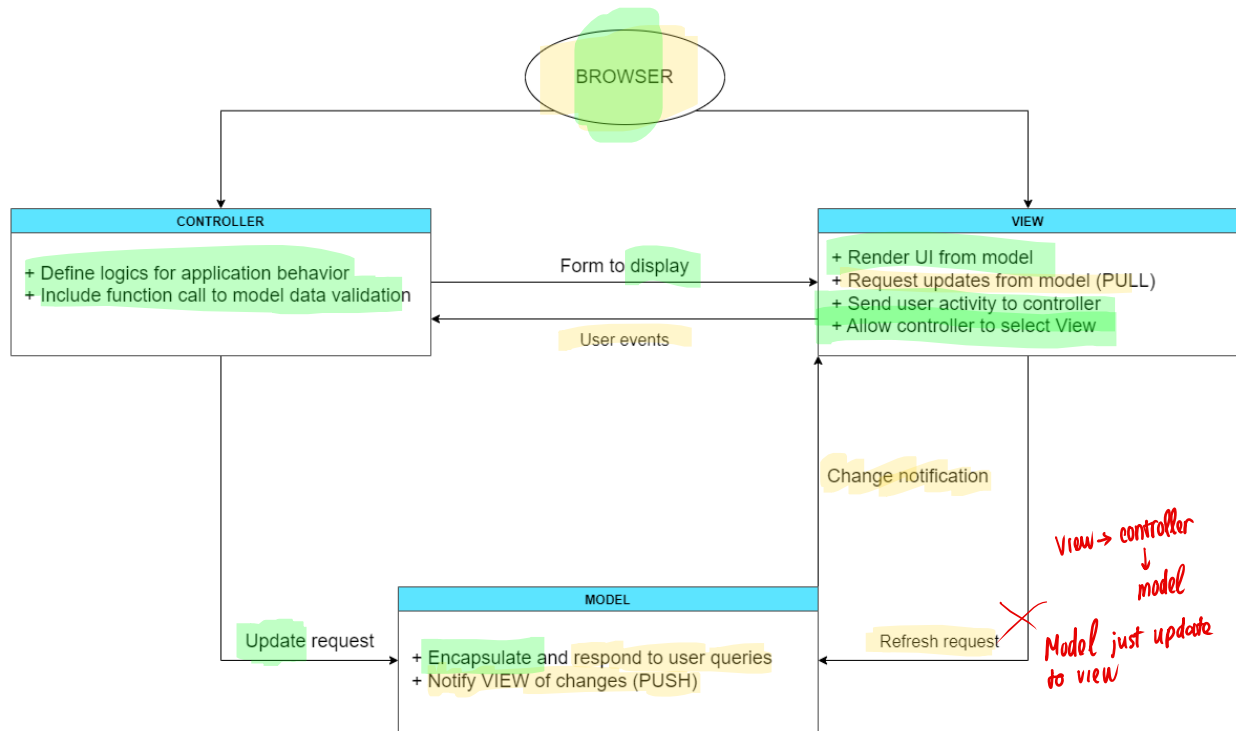 BROWSER
CONTROLLER
+ Define logics for application behavior
+ Include function call to model data validation
Form to display
User events
VIEW
+ Render UI from model
+ Request updates from model (PULL)
+ Send user activity to controller
+ Allow controller to select View
Change notification
View → controller
↓
model
Update request
MODEL
+ Encapsulate and respond to user queries
+ Notify VIEW of changes (PUSH)
Refresh request
Model just update
to view